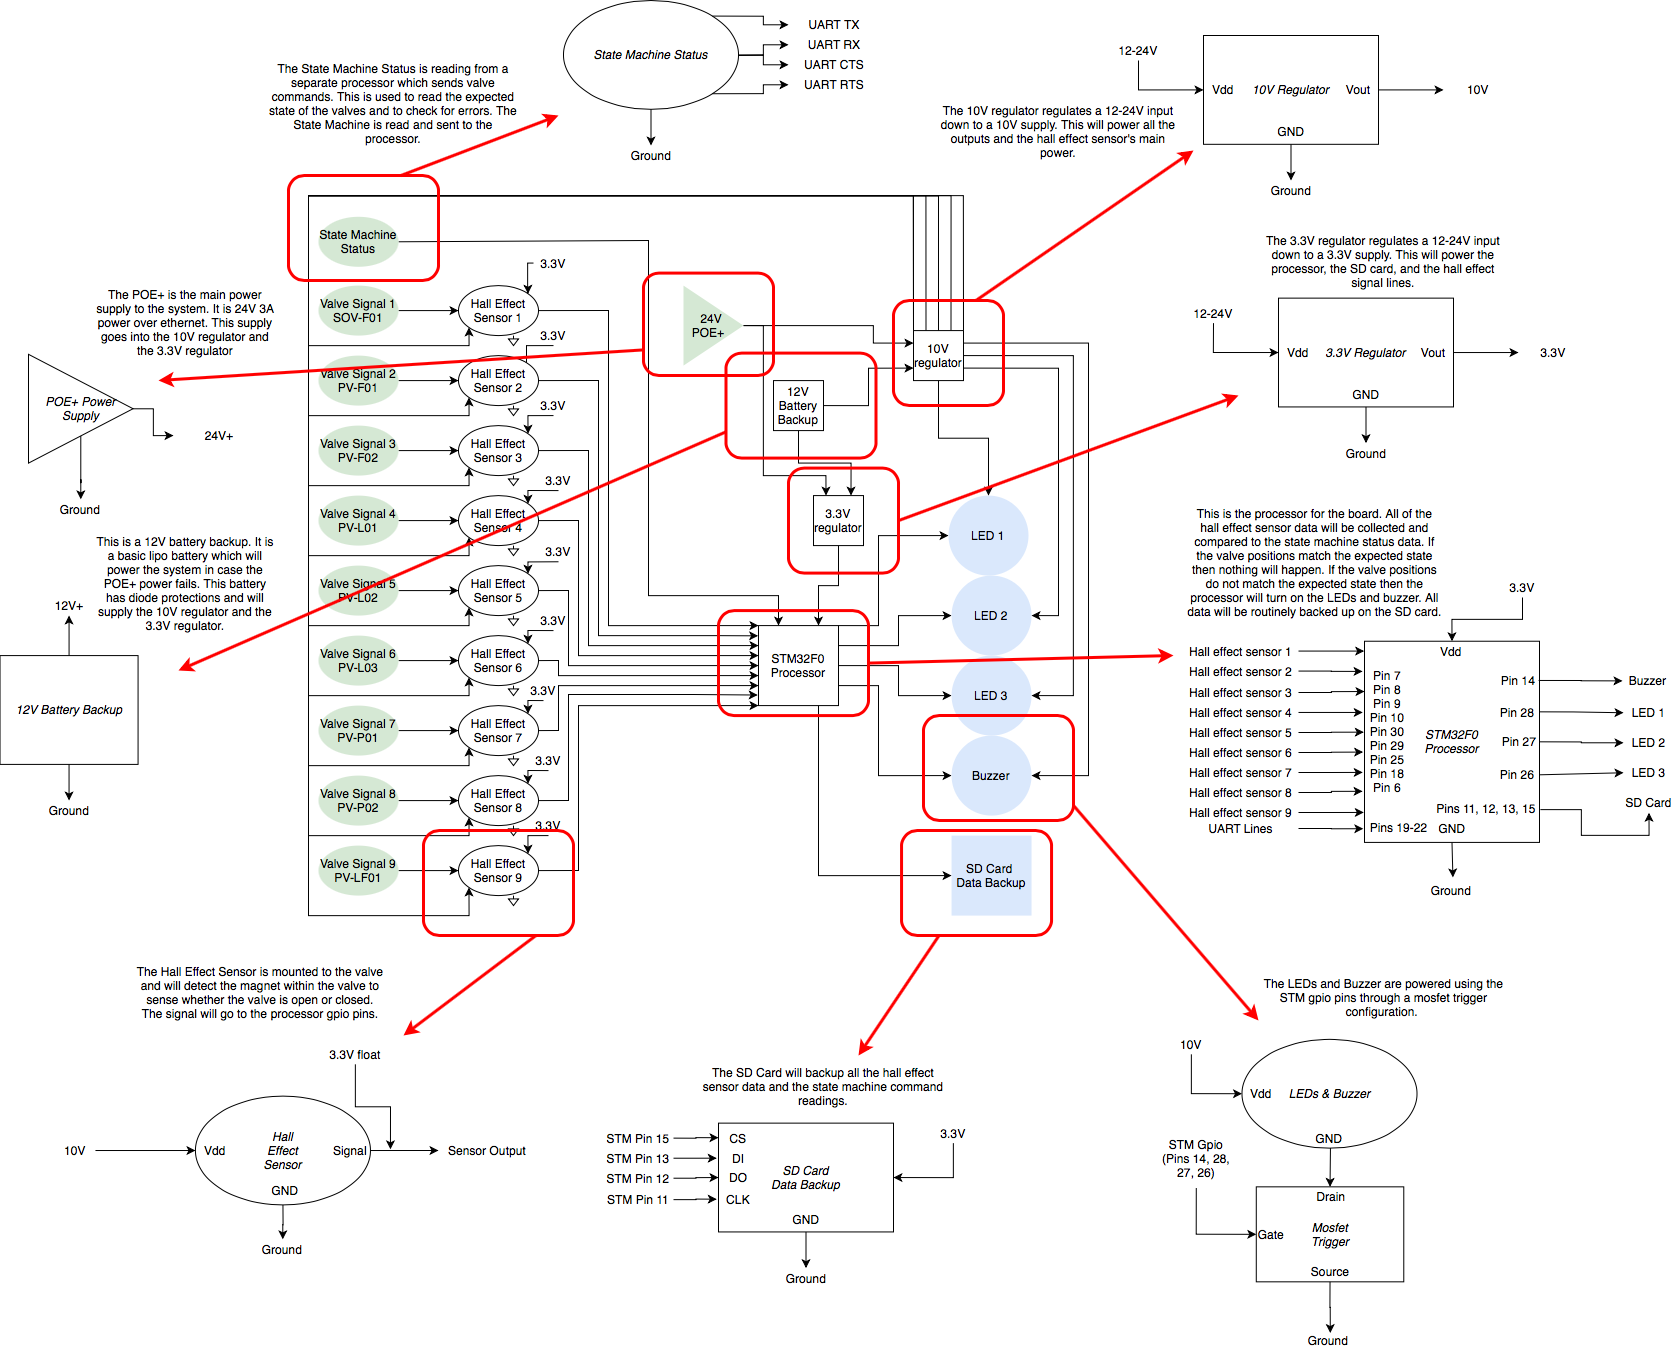 State Machine Status
UART TX
UART RX
UART CTS
UART RTS
Ground
The State Machine Status is reading from a
separate processor which sends valve
commands. This is used to read the expected
state of the valves and to check for errors. The
State Machine is read and sent to the
processor.
12-24V
Vdd
10V Regulator
Vout
10V
GND
Ground
The 10V regulator regulates a 12-24V input
down to a 10V supply. This will power all the
outputs and the hall effect sensor's main
power.
The 3.3V regulator regulates a 12-24V input
down to a 3.3V supply. This will power the
processor, the SD card, and the hall effect
signal lines.
12-24V
Vdd
3.3V Regulator
Vout
3.3V
GND
Ground
The POE+ is the main power
supply to the system. It is 24V 3A
power over ethernet. This supply
goes into the 10V regulator and
the 3.3V regulator
POE+ Power
Supply
24V+
Ground
This is a 12V battery backup. It is
a basic lipo battery which will
power the system in case the
POE+ power fails. This battery
has diode protections and will
supply the 10V regulator and the
3.3V regulator.
12V+
12V Battery Backup
Ground
State Machine
Status
3.3V
Valve Signal 1
SOV-F01
Hall Effect
Sensor 1
3.3V
Valve Signal 2
PV-F01
Hall Effect
Sensor 2
3.3V
Valve Signal 3
PV-F02
Hall Effect
Sensor 3
3.3V
Valve Signal 4
PV-L01
Hall Effect
Sensor 4
3.3V
Valve Signal 5
PV-L02
Hall Effect
Sensor 5
3.3V
Valve Signal 6
PV-L03
Hall Effect
Sensor 6
3.3V
Valve Signal 7
PV-P01
Hall Effect
Sensor 7
3.3V
Valve Signal 8
PV-P02
Hall Effect
Sensor 8
3.3V
Valve Signal 9
PV-LF01
Hall Effect
Sensor 9
24V
POE+
12V
Battery
Backup
10V
regulator
3.3V
regulator
STM32F0
Processor
LED 1
LED 2
LED 3
Buzzer
SD Card
Data Backup
This is the processor for the board. All of the
hall effect sensor data will be collected and
compared to the state machine status data. If
the valve positions match the expected state
then nothing will happen. If the valve positions
do not match the expected state then the
processor will turn on the LEDs and buzzer. All
data will be routinely backed up on the SD card.
3.3V
Vdd
Hall effect sensor 1
Hall effect sensor 2
Hall effect sensor 3
Hall effect sensor 4
Hall effect sensor 5
Hall effect sensor 6
Hall effect sensor 7
Hall effect sensor 8
Hall effect sensor 9
UART Lines
Pin 7
Pin 8
Pin 9
Pin 10
Pin 30
Pin 29
Pin 25
Pin 18
Pin 6
Pins 19-22
STM32F0
Processor
Pin 14
Pin 28
Pin 27
Pin 26
Pins 11, 12, 13, 15
GND
Buzzer
LED 1
LED 2
LED 3
SD Card
Ground
The Hall Effect Sensor is mounted to the valve
and will detect the magnet within the valve to
sense whether the valve is open or closed.
The signal will go to the processor gpio pins.
3.3V float
10V
Vdd
Hall
Effect
Sensor
Signal
Sensor Output
GND
Ground
The SD Card will backup all the hall effect
sensor data and the state machine command
readings.
STM Pin 15
STM Pin 13
STM Pin 12
STM Pin 11
CS
DI
DO
CLK
SD Card
Data Backup
3.3V
GND
Ground
The LEDs and Buzzer are powered using the
STM gpio pins through a mosfet trigger
configuration.
10V
Vdd
LEDs & Buzzer
GND
STM Gpio
(Pins 14, 28,
27, 26)
Drain
Gate
Mosfet
Trigger
Source
Ground